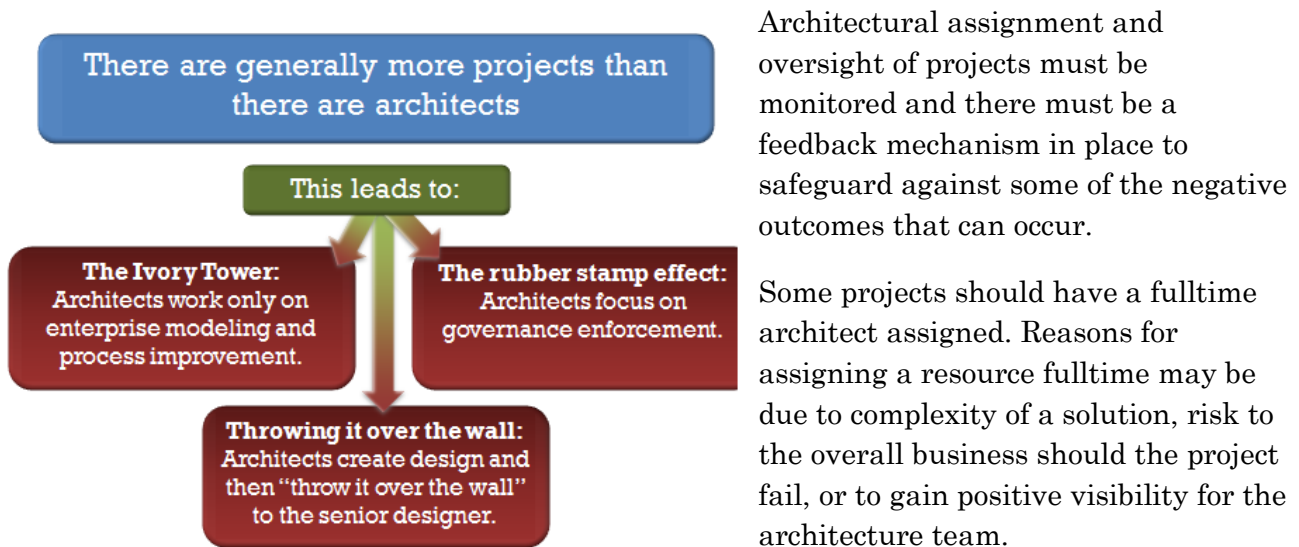 There are generally more projects than
there are architects
This leads to:
The Ivory Tower:
Architects work only on
enterprise modeling and
process improvement.
The rubber stamp effect:
Architects focus on
governance enforcement.
Throwing it over the wall:
Architects create design and
then “throw it over the wall”
to the senior designer.
Architectural assignment and
oversight of projects must be
monitored and there must be a
feedback mechanism in place to
safeguard against some of the negative
outcomes that can occur.
Some projects should have a fulltime
architect assigned. Reasons for
assigning a resource fulltime may be
due to complexity of a solution, risk to
the overall business should the project
fail, or to gain positive visibility for the
architecture team.